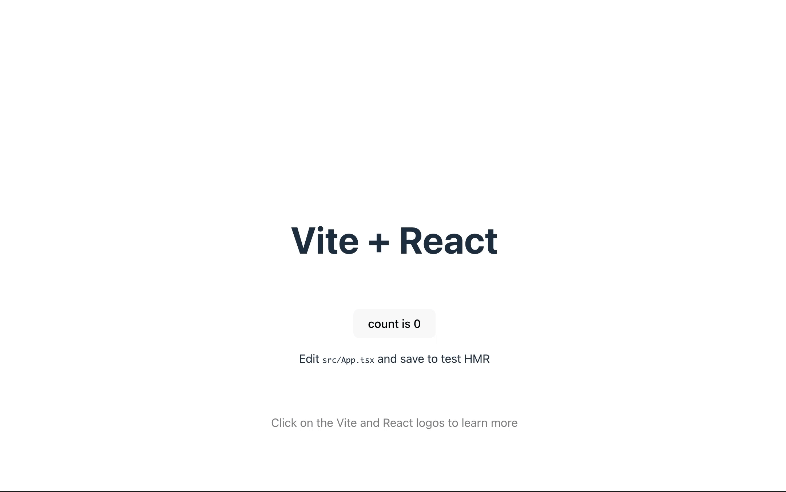 Vite + React
count is 0
Edit src/App.tsx and save to test HMR
Click on the Vite and React logos to learn more